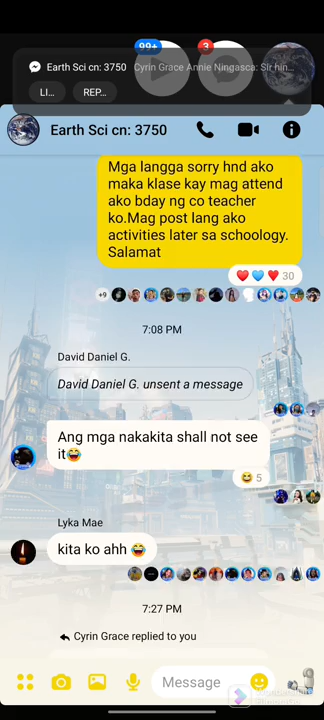 99+
3
Earth Sci cn: 3750 Cyrin Grace Annie Ningasca: Sir hin...
LI... REP...
Earth Sci cn: 3750
Mga langga sorry hnd ako
maka klase kay mag attend
ako bday ng co teacher
ko.Mag post lang ako
activities later sa schoology.
Salamat
30
+9
7:08 PM
David Daniel G.
David Daniel G. unsent a message
Ang mga nakakita shall not see
it😂
😆 5
Lyka Mae
kita ko ahh 😂
7:27 PM
Cyrin Grace replied to you
Message